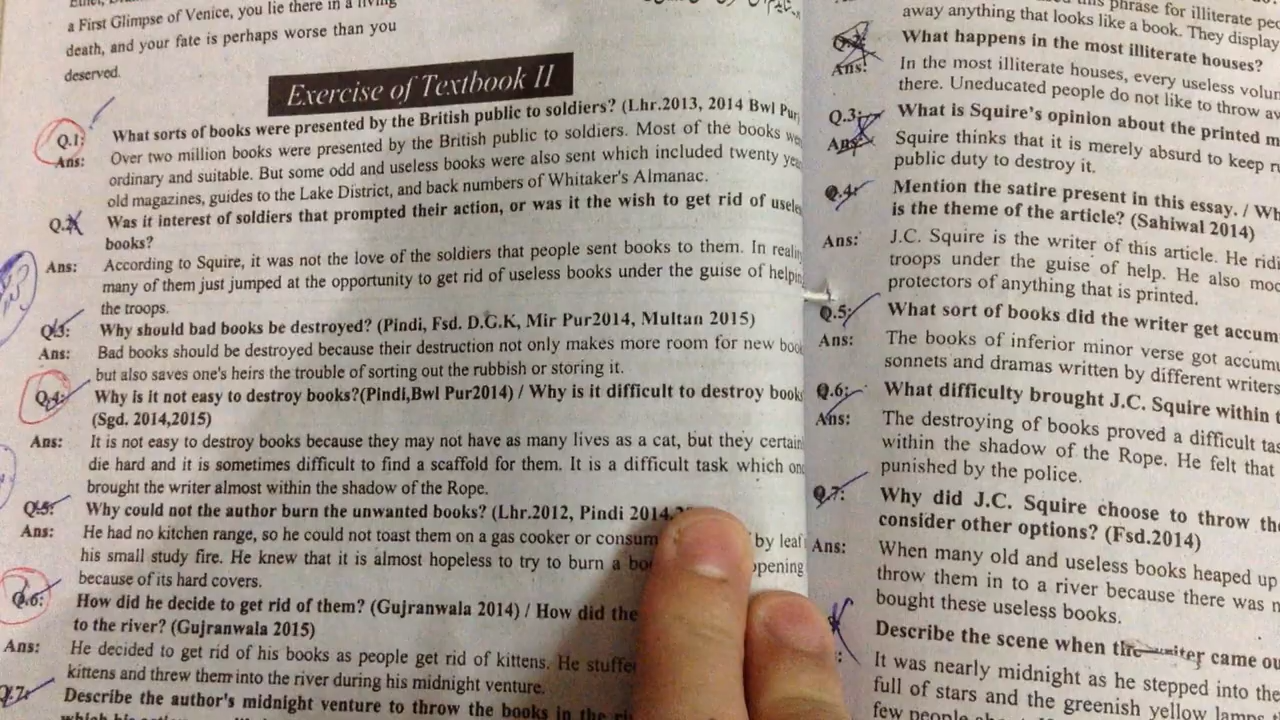 a First Glimpse of Venice, you lie there in a living
death, and your fate is perhaps worse than you
deserved.
Exercise of Textbook II
Q.1: What sorts of books were presented by the British public to soldiers? (Lhr.2013, 2014 Bwl Pur
Ans: Over two million books were presented by the British public to soldiers. Most of the books
ordinary and suitable. But some odd and useless books were also sent which included twenty
old magazines, guides to the Lake District, and back numbers of Whitaker's Almanac.
Q.2 Was it interest of soldiers that prompted their action, or was it the wish to get rid of
books?
Ans: According to Squire, it was not the love of the soldiers that people sent books to them. In
many of them just jumped at the opportunity to get rid of useless books under the guise of
the troops.
Q.3: Why should bad books be destroyed? (Pindi, Fsd. D.G.K, Mir Pur2014, Multan 2015)
Ans: Bad books should be destroyed because their destruction not only makes more room for new
but also saves one's heirs the trouble of sorting out the rubbish or storing it.
Q.4: Why is it not easy to destroy books?(Pindi,Bwl Pur2014) / Why is it difficult to destroy book
(Sgd. 2014,2015)
Ans: It is not easy to destroy books because they may not have as many lives as a cat, but they certain
die hard and it is sometimes difficult to find a scaffold for them. It is a difficult task which
brought the writer almost within the shadow of the Rope.
Q.5: Why could not the author burn the unwanted books? (Lhr.2012, Pindi 2014,
Ans: He had no kitchen range, so he could not toast them on a gas cooker or consum by leaf
his small study fire. He knew that it is almost hopeless to try to burn a opening
because of its hard covers.
Q.6: How did he decide to get rid of them? (Gujranwala 2014) / How did the
to the river? (Gujranwala 2015)
Ans: He decided to get rid of his books as people get rid of kittens. He stuffe
kittens and threw them into the river during his midnight venture.
Q.7: Describe the author's midnight venture to throw the books in the
this phrase for illiterate
away anything that looks like a book. They display
Q.2 What happens in the most illiterate houses?
Ans: In the most illiterate houses, every useless
there. Uneducated people do not like to throw
Q.3: What is Squire's opinion about the printed
Ans: Squire thinks that it is merely absurd to keep
public duty to destroy it.
Q.4: Mention the satire present in this essay. /
is the theme of the article? (Sahiwal 2014)
Ans: J.C. Squire is the writer of this article. He
troops under the guise of help. He also
protectors of anything that is printed.
Q.5: What sort of books did the writer get
Ans: The books of inferior minor verse got
sonnets and dramas written by different writers
Q.6: What difficulty brought J.C. Squire within
Ans: The destroying of books proved a difficult
within the shadow of the Rope. He felt that
punished by the police.
Q.7: Why did J.C. Squire choose to throw
consider other options? (Fsd.2014)
Ans: When many old and useless books heaped up
throw them in to a river because there was
bought these useless books.
Describe the scene when the writer came
It was nearly midnight as he stepped into the
full of stars and the greenish yellow lamps
few people